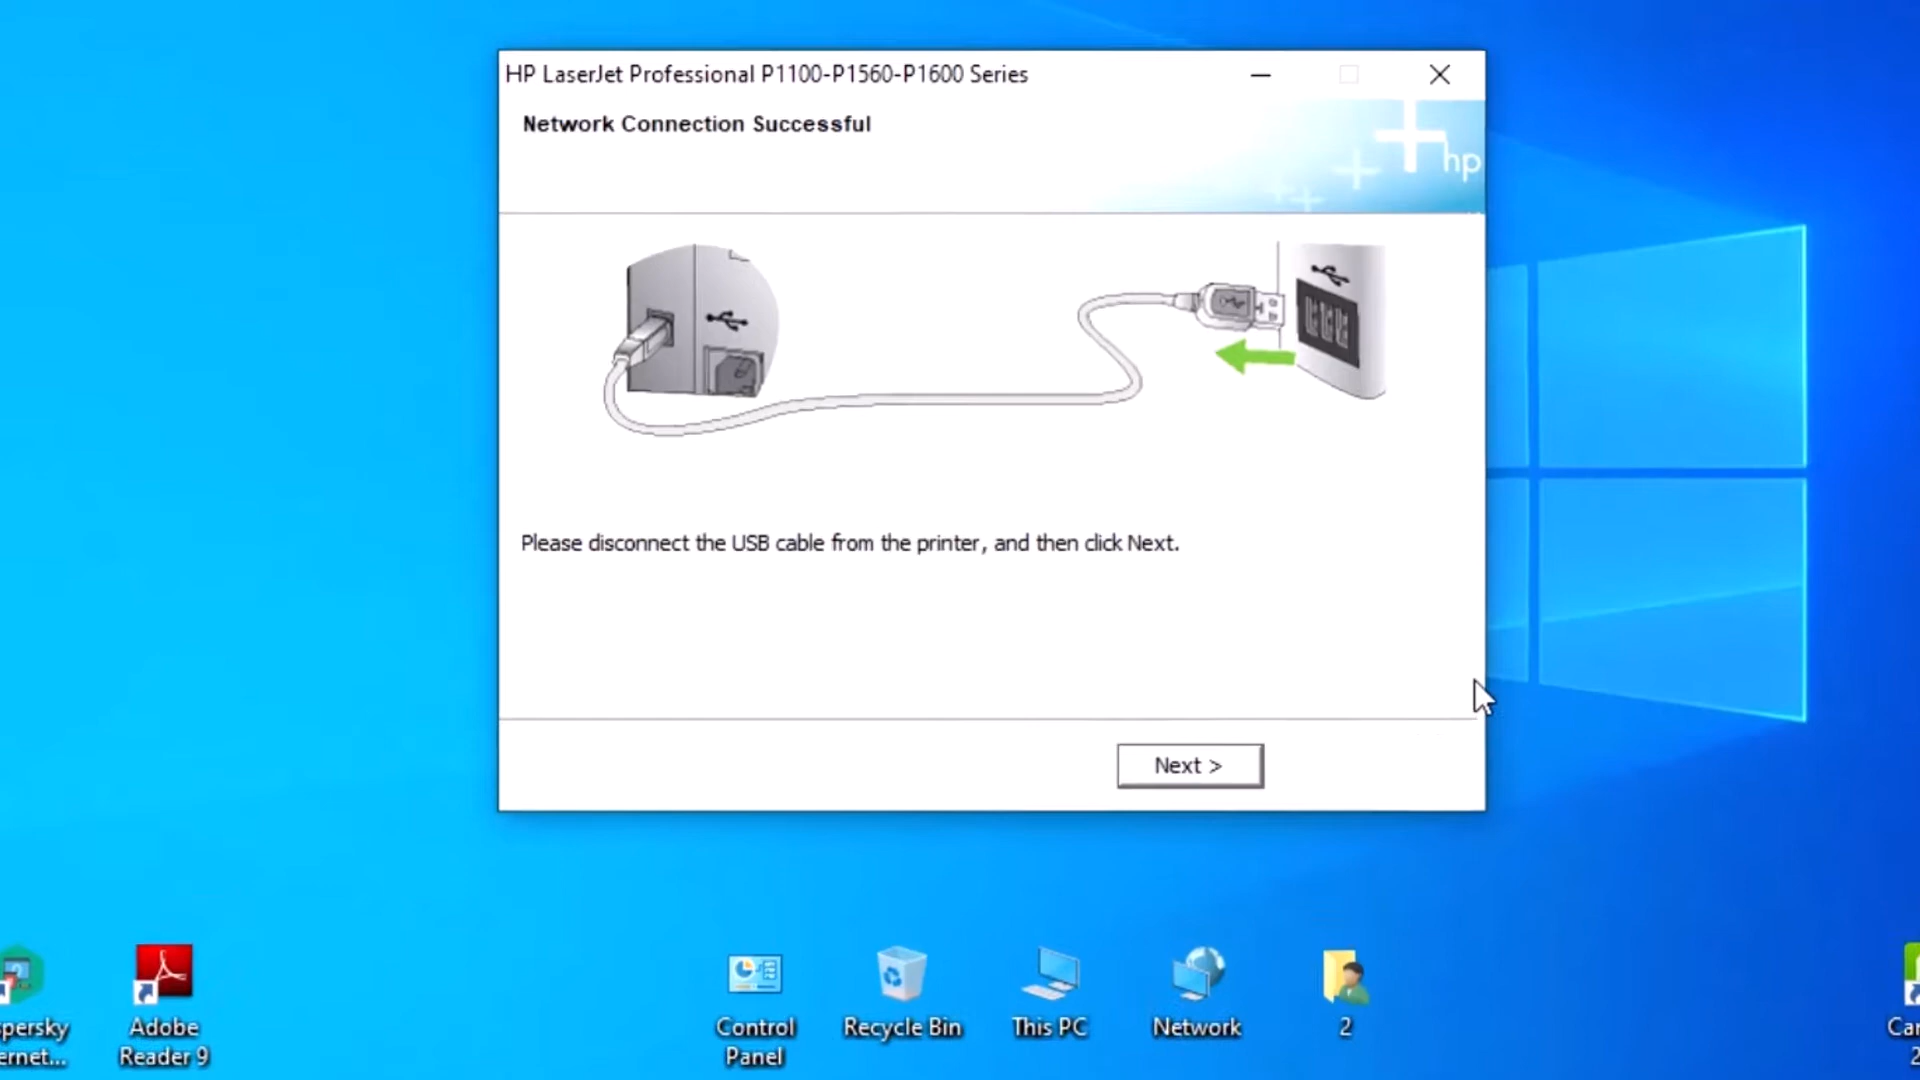 HP LaserJet Professional P1100-P1560-P1600 Series
Network Connection Successful
hp
Please disconnect the USB cable from the printer, and then click Next.
Next >
Adobe
Reader 9
Control
Panel
Recycle Bin
This PC
Network
2